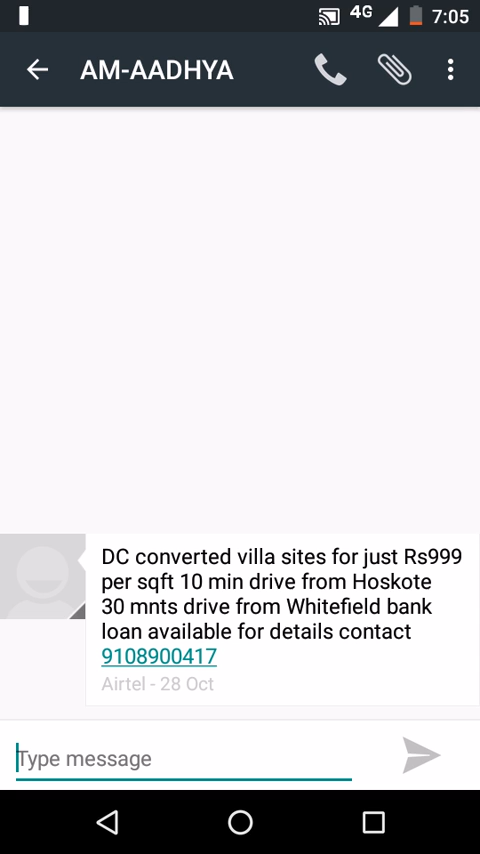 4G 7:05
AM-AADHYA
DC converted villa sites for just Rs999
per sqft 10 min drive from Hoskote
30 mnts drive from Whitefield bank
loan available for details contact
9108900417
Airtel - 28 Oct
Type message